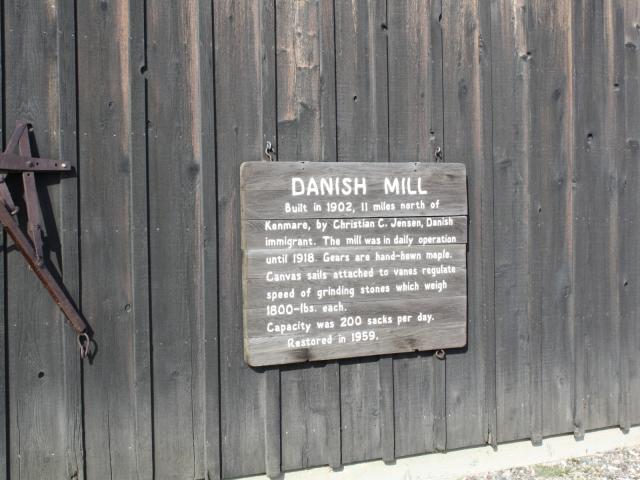 DANISH MILL
Built in 1902, 11 miles north of
Kenmare, by Christian C. Jensen, Danish
immigrant. The mill was in daily operation
until 1918. Gears are hand-hewn maple.
Canvas sails attached to vanes regulate
speed of grinding stones which weigh
1800-lbs. each.
Capacity was 200 sacks per day.
Restored in 1959.